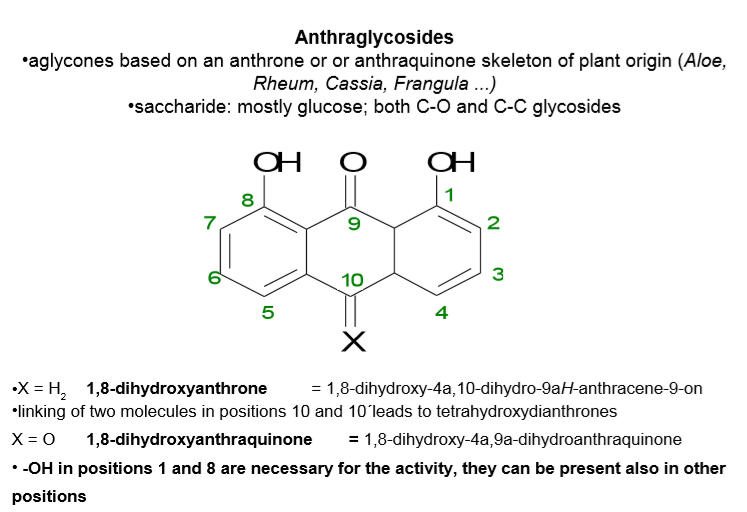 Anthraglycosides
•aglycones based on an anthrone or or anthraquinone skeleton of plant origin (Aloe,
Rheum, Cassia, Frangula ...)
•saccharide: mostly glucose; both C-O and C-C glycosides
OH O OH
8 1
7 9 2
6 10 3
5 4
X
•X = H2 1,8-dihydroxyanthrone = 1,8-dihydroxy-4a,10-dihydro-9aH-anthracene-9-on
•linking of two molecules in positions 10 and 10´leads to tetrahydroxydianthrones
X = O 1,8-dihydroxyanthraquinone = 1,8-dihydroxy-4a,9a-dihydroanthraquinone
• -OH in positions 1 and 8 are necessary for the activity, they can be present also in other
positions